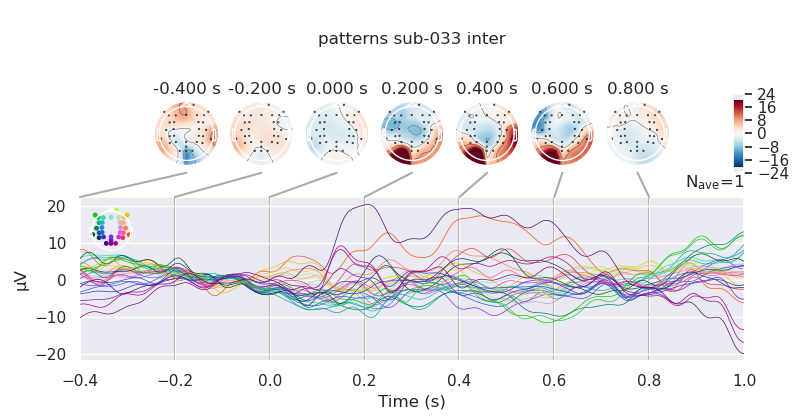 patterns sub-033 inter
-0.400 s -0.200 s 0.000 s 0.200 s 0.400 s 0.600 s 0.800 s
24
16
8
0
−8
−16
−24
Nave=1
20
10
0
−10
−20
µV
−0.4 −0.2 0.0 0.2 0.4 0.6 0.8 1.0
Time (s)